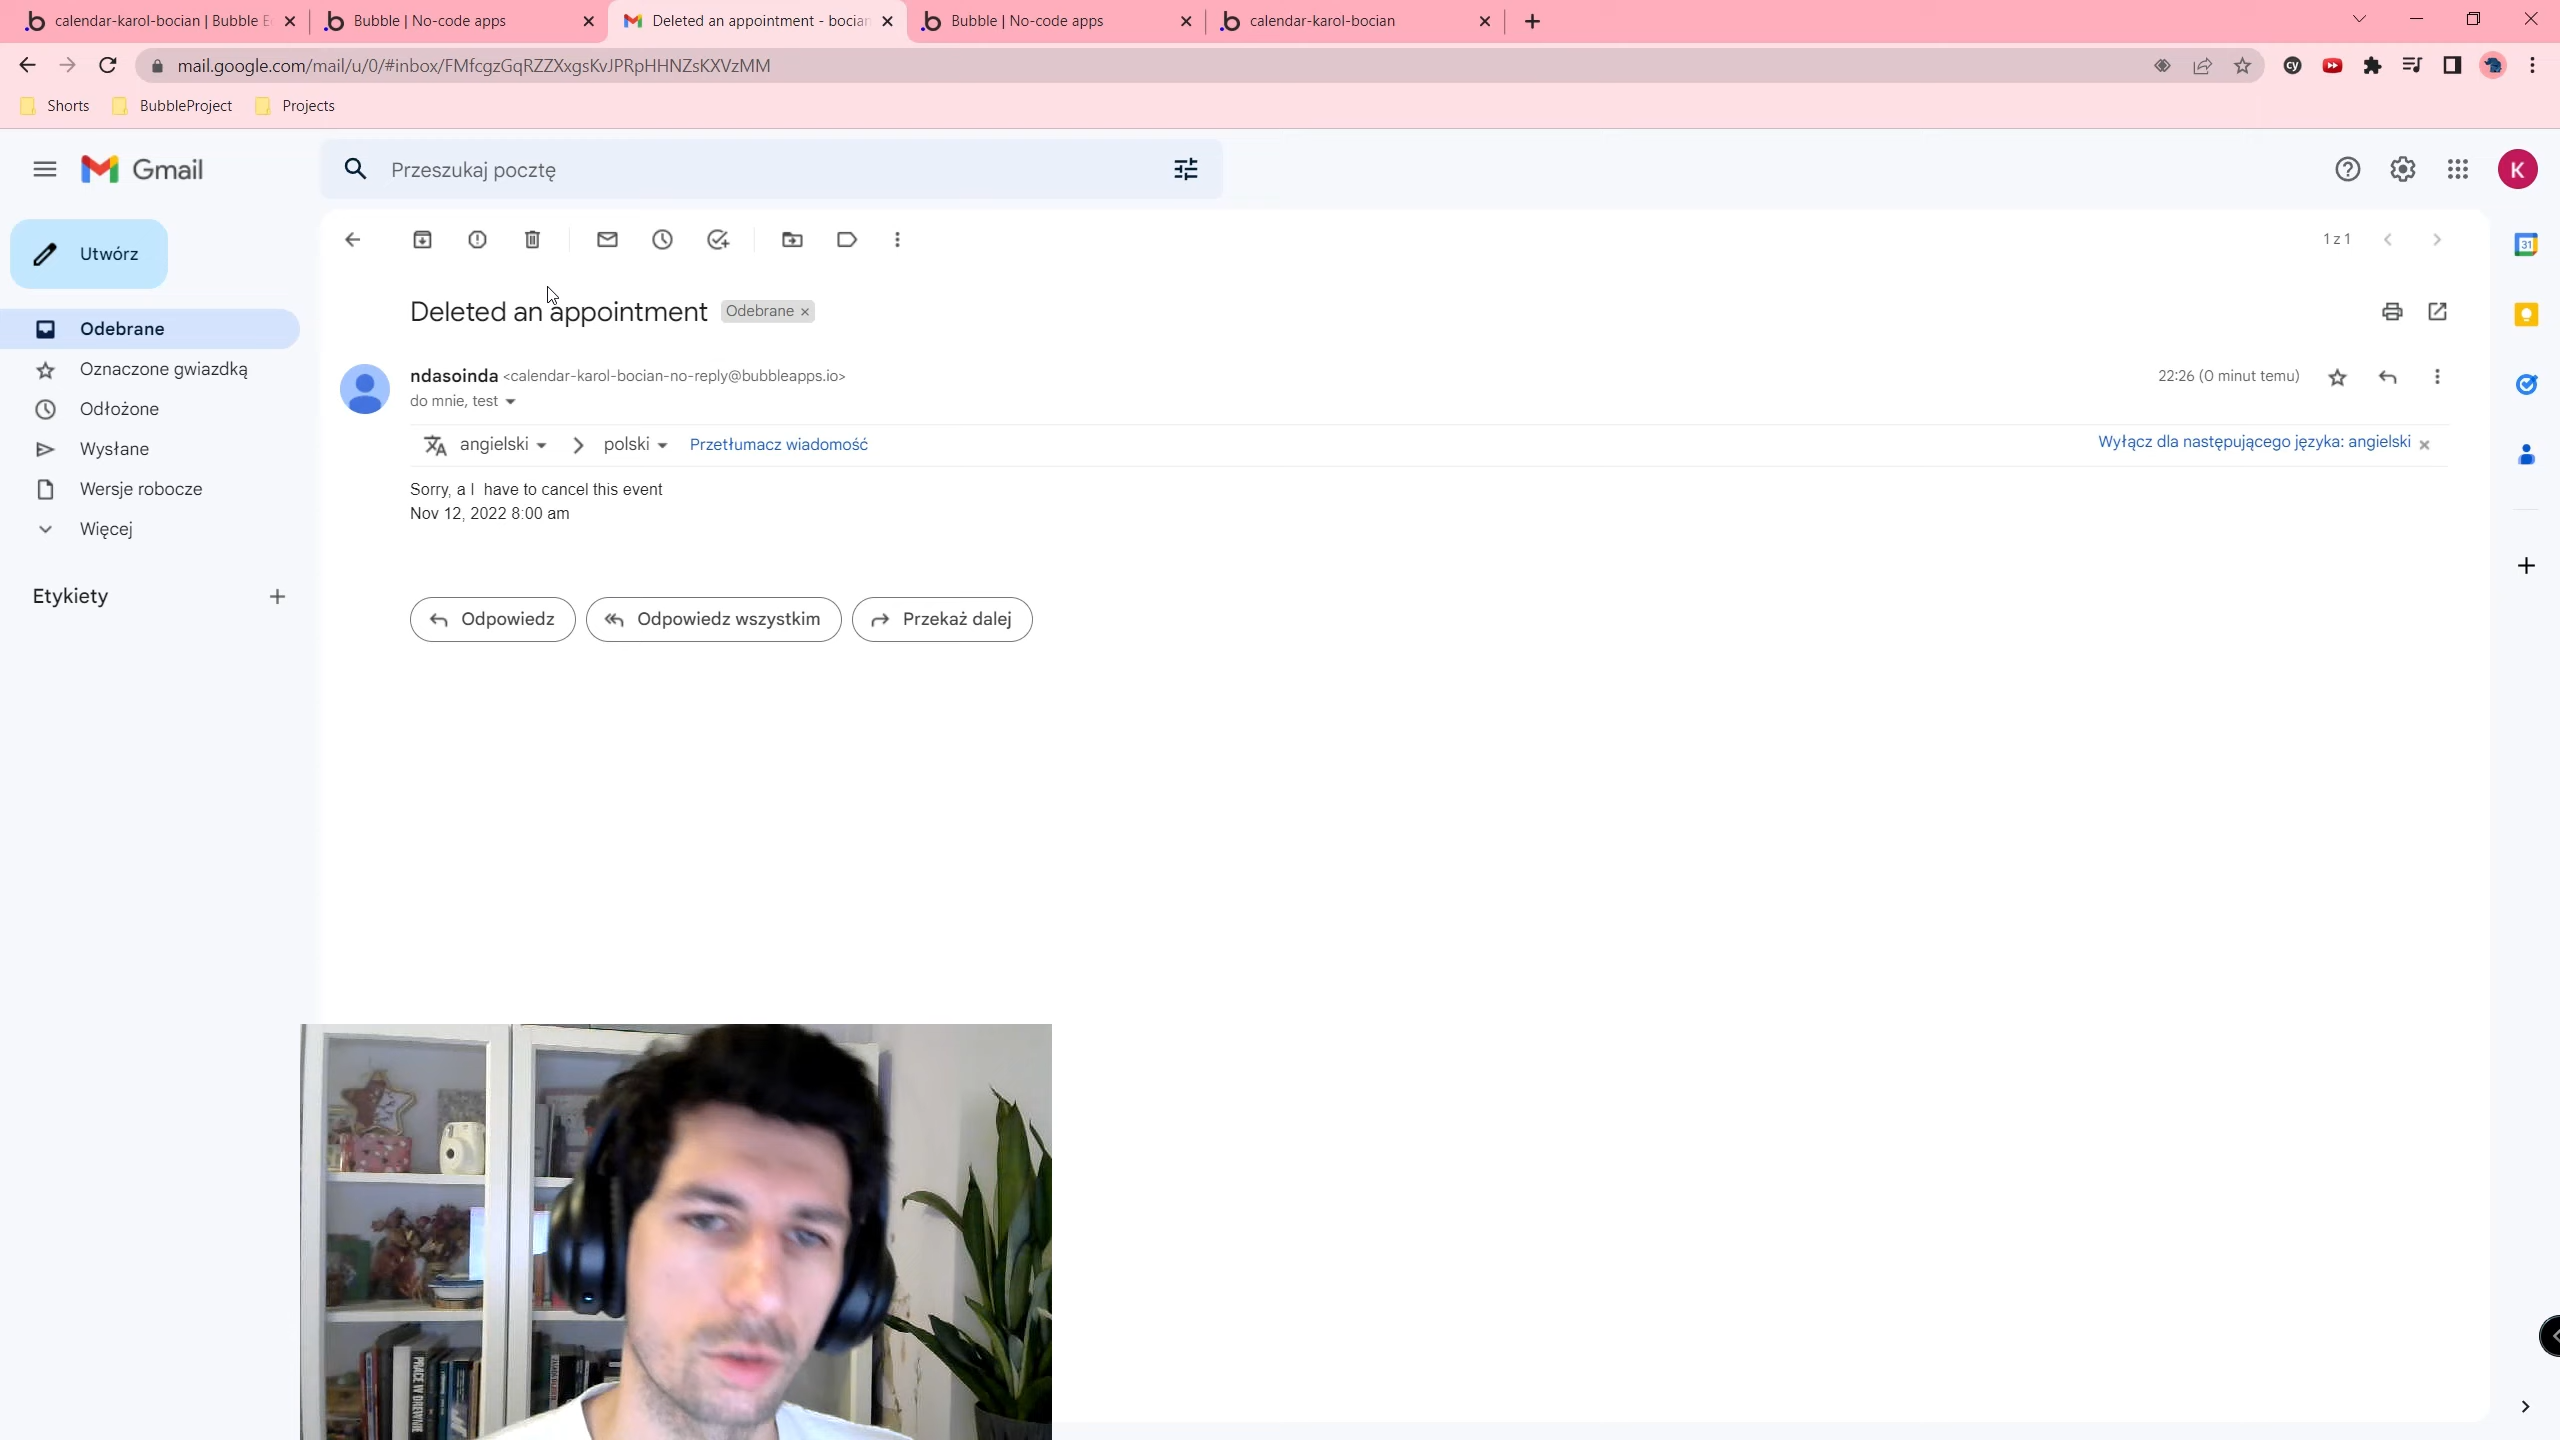 calendar-karol-bocian | Bubble E
Bubble | No-code apps
Deleted an appointment - bocian
Bubble | No-code apps
calendar-karol-bocian
mail.google.com/mail/u/0/#inbox/FMfcgzGqRZZXxgsKvJPRpHHNZsKXVzMM
cy
Shorts
BubbleProject
Projects
Gmail
Przeszukaj pocztę
K
Utwórz
1 z 1
31
Deleted an appointment
Odebrane ×
Odebrane
Oznaczone gwiazdką
Odłożone
Wysłane
Wersje robocze
Więcej
Etykiety
ndasoinda <calendar-karol-bocian-no-reply@bubbleapps.io>
22:26 (0 minut temu)
do mnie, test
angielski
polski
Przetłumacz wiadomość
Wyłącz dla następującego języka: angielski
Sorry, a I have to cancel this event
Nov 12, 2022 8:00 am
Odpowiedz
Odpowiedz wszystkim
Przekaż dalej
PRACE W DREWNIE